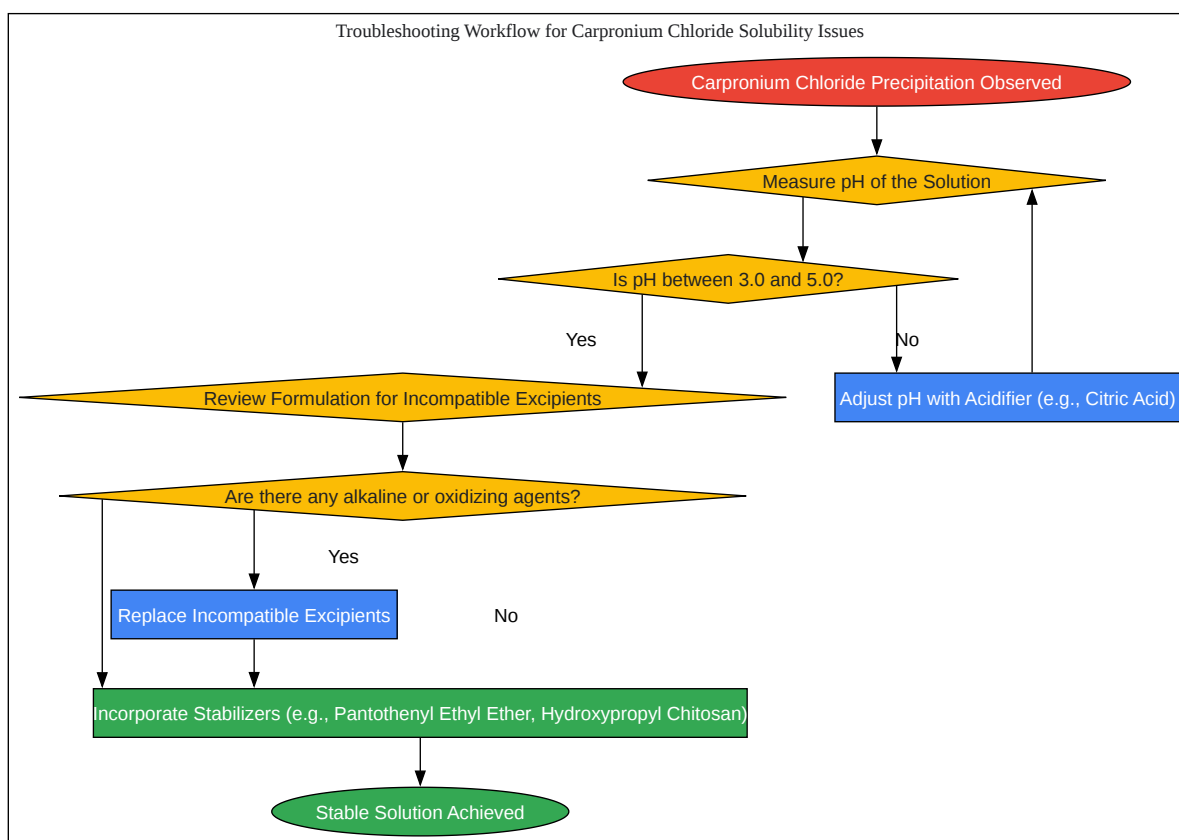 Troubleshooting Workflow for Carpronium Chloride Solubility Issues
Carpronium Chloride Precipitation Observed
Measure pH of the Solution
Is pH between 3.0 and 5.0?
Yes
No
Review Formulation for Incompatible Excipients
Adjust pH with Acidifier (e.g., Citric Acid)
Are there any alkaline or oxidizing agents?
Yes
Replace Incompatible Excipients
No
Incorporate Stabilizers (e.g., Pantothenyl Ethyl Ether, Hydroxypropyl Chitosan)
Stable Solution Achieved